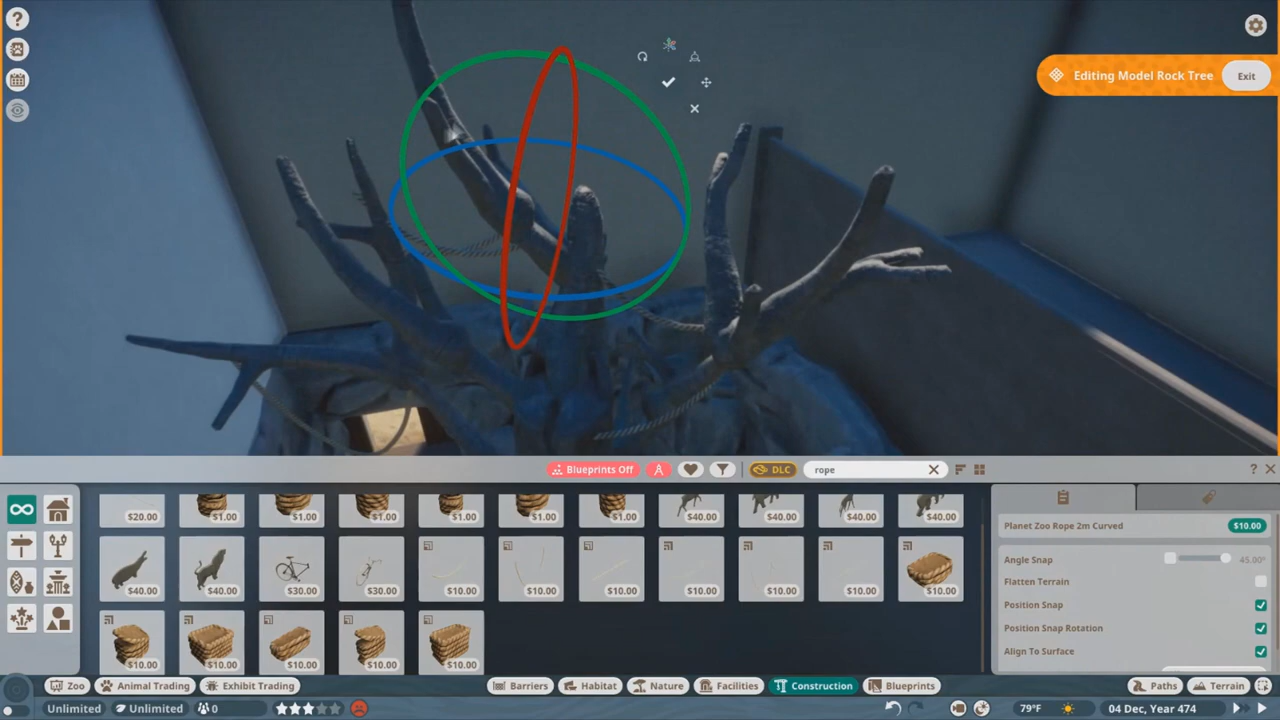 Editing Model Rock Tree Exit
Blueprints Off DLC rope
$20.00 $1.00 $1.00 $1.00 $1.00 $1.00 $1.00 $40.00 $40.00 $40.00 $40.00
$40.00 $40.00 $30.00 $30.00 $10.00 $10.00 $10.00 $10.00 $10.00 $10.00 $10.00
$10.00 $10.00 $10.00 $10.00 $10.00
Planet Zoo Rope 2m Curved $10.00
Angle Snap 45.00°
Flatten Terrain
Position Snap
Position Snap Rotation
Align To Surface
Zoo Animal Trading Exhibit Trading Barriers Habitat Nature Facilities Construction Blueprints Paths Terrain
Unlimited Unlimited 0 79°F 04 Dec, Year 474